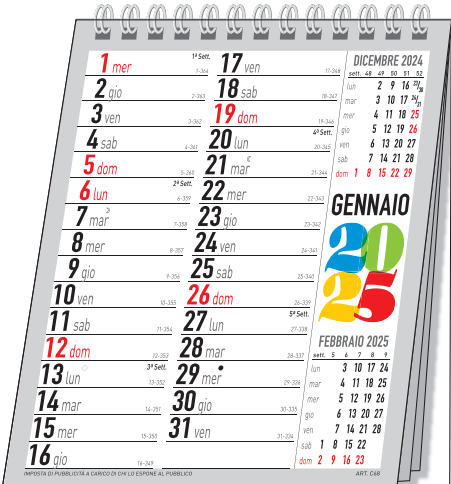 1 mer 1ª Sett. 1-364
2 gio 2-363
3 ven 3-362
4 sab 4-361
5 dom 5-360
6 lun 2ª Sett. 6-359
7 mar 7-358
8 mer 8-357
9 gio 9-356
10 ven 10-355
11 sab 11-354
12 dom 12-353
13 lun 3ª Sett. 13-352
14 mar 14-351
15 mer 15-350
16 gio 16-349
17 ven 17-348
18 sab 18-347
19 dom 19-346
20 lun 4ª Sett. 20-345
21 mar 21-344
22 mer 22-343
23 gio 23-342
24 ven 24-341
25 sab 25-340
26 dom 26-339
27 lun 5ª Sett. 27-338
28 mar 28-337
29 mer 29-336
30 gio 30-335
31 ven 31-334
DICEMBRE 2024
sett. 48 49 50 51 52
lun 2 9 16 23/30
mar 3 10 17 24/31
mer 4 11 18 25
gio 5 12 19 26
ven 6 13 20 27
sab 7 14 21 28
dom 1 8 15 22 29
GENNAIO
20
25
FEBBRAIO 2025
sett. 5 6 7 8 9
lun 3 10 17 24
mar 4 11 18 25
mer 5 12 19 26
gio 6 13 20 27
ven 7 14 21 28
sab 1 8 15 22
dom 2 9 16 23
IMPOSTA DI PUBBLICITÀ A CARICO DI CHI LO ESPONE AL PUBBLICO
ART. C68